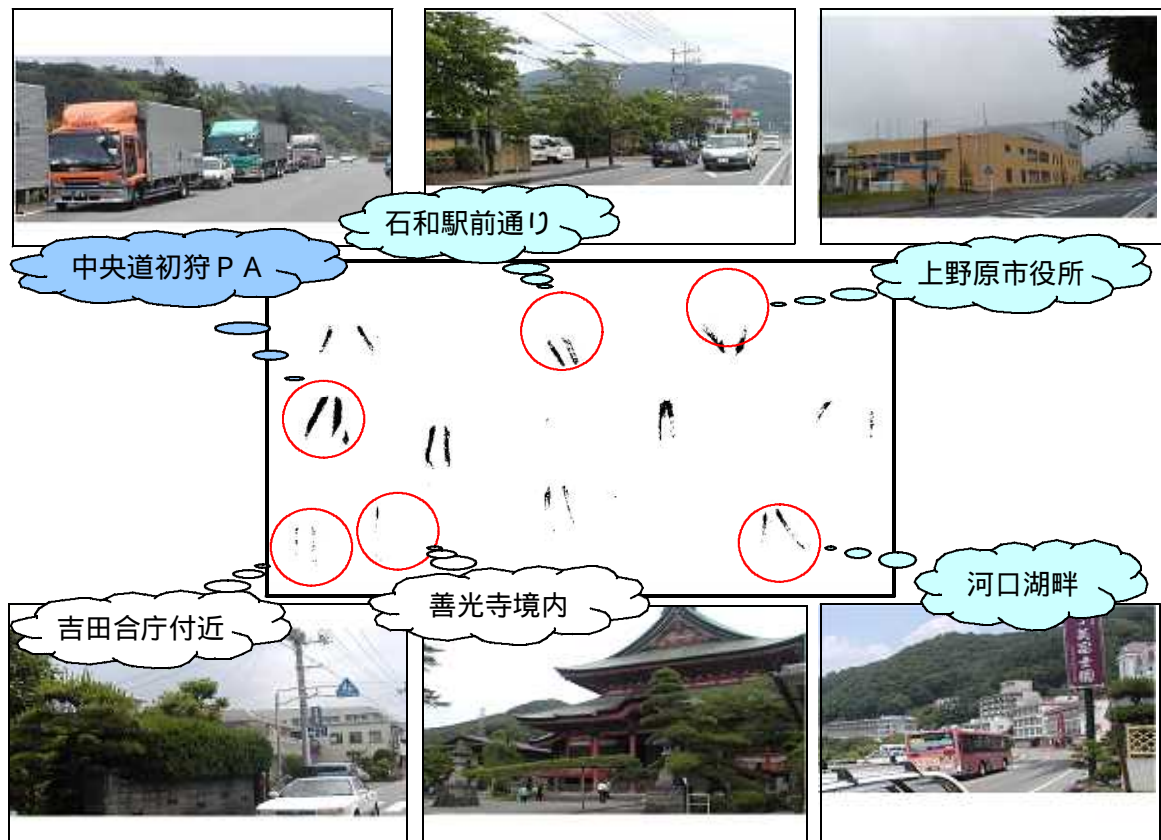 石和駅前通り
中央道初狩ＰＡ
上野原市役所
河口湖畔
善光寺境内
吉田合庁付近